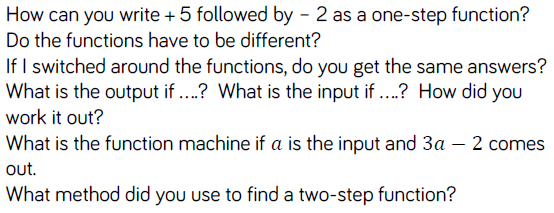 How can you write + 5 followed by − 2 as a one-step function?
Do the functions have to be different?
If I switched around the functions, do you get the same answers?
What is the output if ….? What is the input if ….? How did you
work it out?
What is the function machine if a is the input and 3a − 2 comes
out.
What method did you use to find a two-step function?